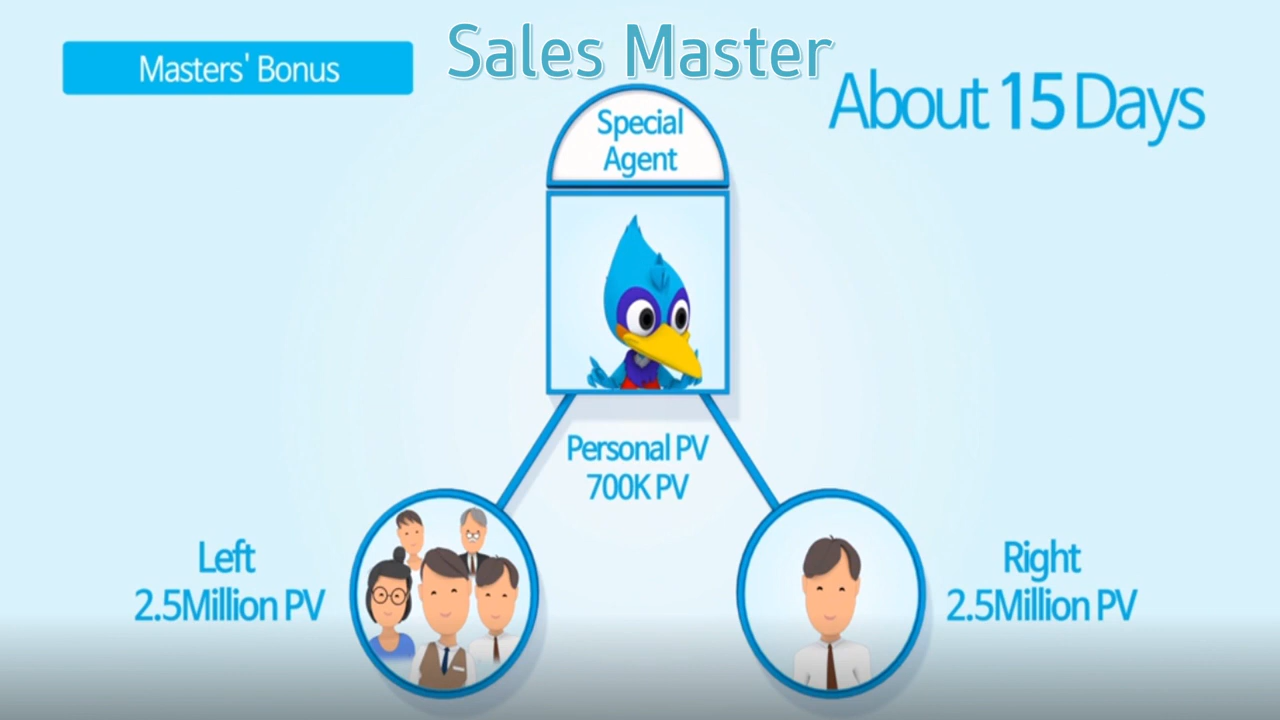 Sales Master
Masters' Bonus
About 15 Days
Special
Agent
Personal PV
700K PV
Left
2.5Million PV
Right
2.5Million PV